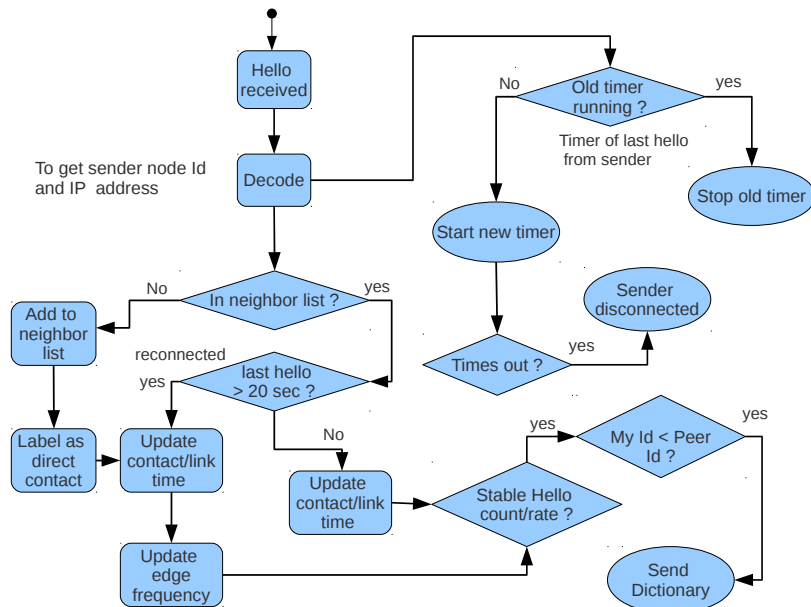 Hello
received
No
Old timer
running ?
yes
Timer of last hello
from sender
To get sender node Id
and IP address
Decode
Stop old timer
Start new timer
No
In neighbor list ?
yes
Add to
neighbor
list
Sender
disconnected
reconnected
yes
last hello
> 20 sec ?
Times out ?
yes
No
yes
My Id < Peer
Id ?
yes
Label as
direct
contact
Update
contact/link
time
Update
contact/link
time
Stable Hello
count/rate ?
Update
edge
frequency
Send
Dictionary